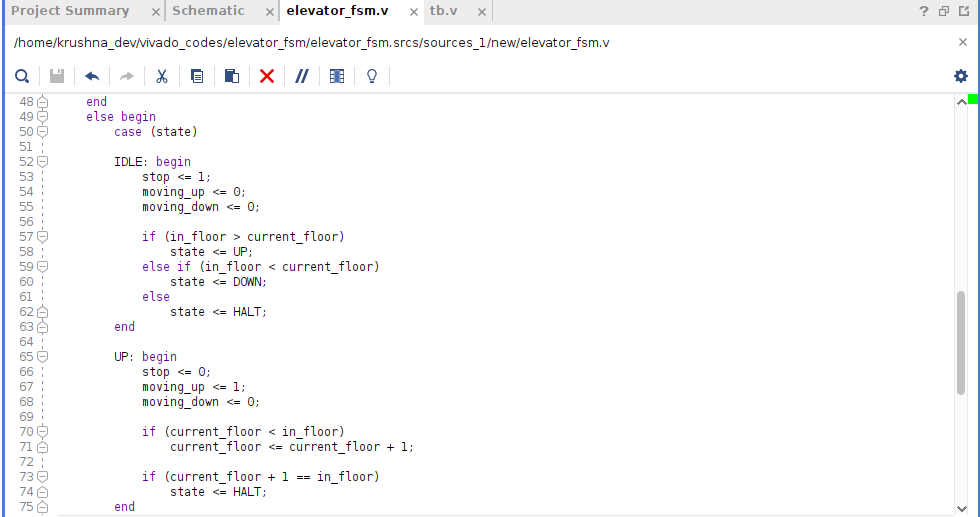 Project Summary × Schematic × elevator_fsm.v × tb.v × ?
/home/krushna_dev/vivado_codes/elevator_fsm/elevator_fsm.srcs/sources_1/new/elevator_fsm.v
48 end
49 else begin
50 case (state)
51
52 IDLE: begin
53 stop <= 1;
54 moving_up <= 0;
55 moving_down <= 0;
56
57 if (in_floor > current_floor)
58 state <= UP;
59 else if (in_floor < current_floor)
60 state <= DOWN;
61 else
62 state <= HALT;
63 end
64
65 UP: begin
66 stop <= 0;
67 moving_up <= 1;
68 moving_down <= 0;
69
70 if (current_floor < in_floor)
71 current_floor <= current_floor + 1;
72
73 if (current_floor + 1 == in_floor)
74 state <= HALT;
75 end